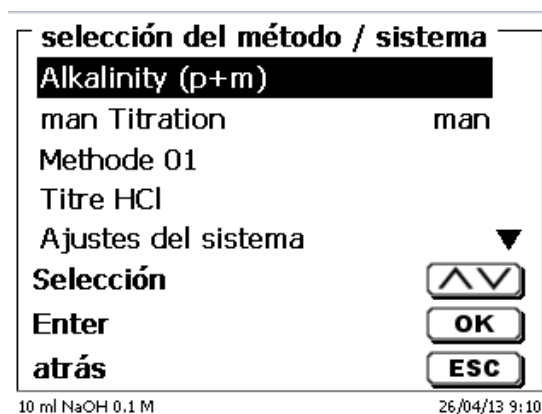 selección del método / sistema
Alkalinity (p+m)
man Titration man
Methode 01
Titre HCl
Ajustes del sistema
Selección
Enter OK
atrás ESC
10 ml NaOH 0.1 M 26/04/13 9:10